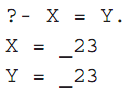 ?- X = Y.
X = _23
Y = _23